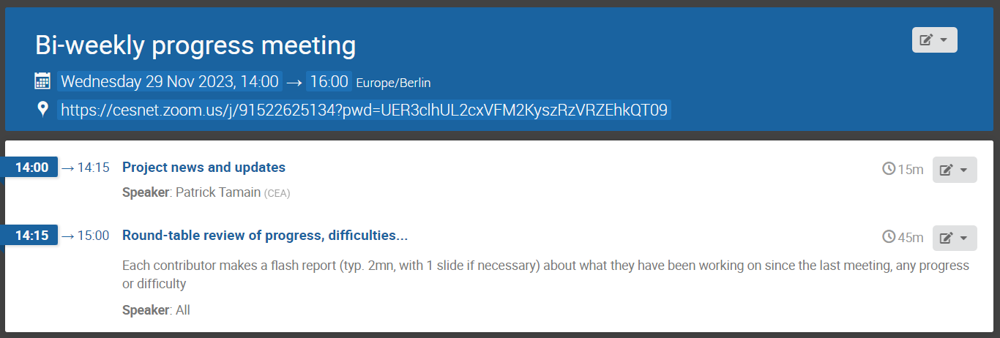 Bi-weekly progress meeting
Wednesday 29 Nov 2023, 14:00 → 16:00 Europe/Berlin
https://cesnet.zoom.us/j/91522625134?pwd=UER3clhUL2cxVFM2KyszRzVRZEhkQT09
14:00 → 14:15 Project news and updates 15m
Speaker: Patrick Tamain (CEA)
14:15 → 15:00 Round-table review of progress, difficulties... 45m
Each contributor makes a flash report (typ. 2mn, with 1 slide if necessary) about what they have been working on since the last meeting, any progress
or difficulty
Speaker: All